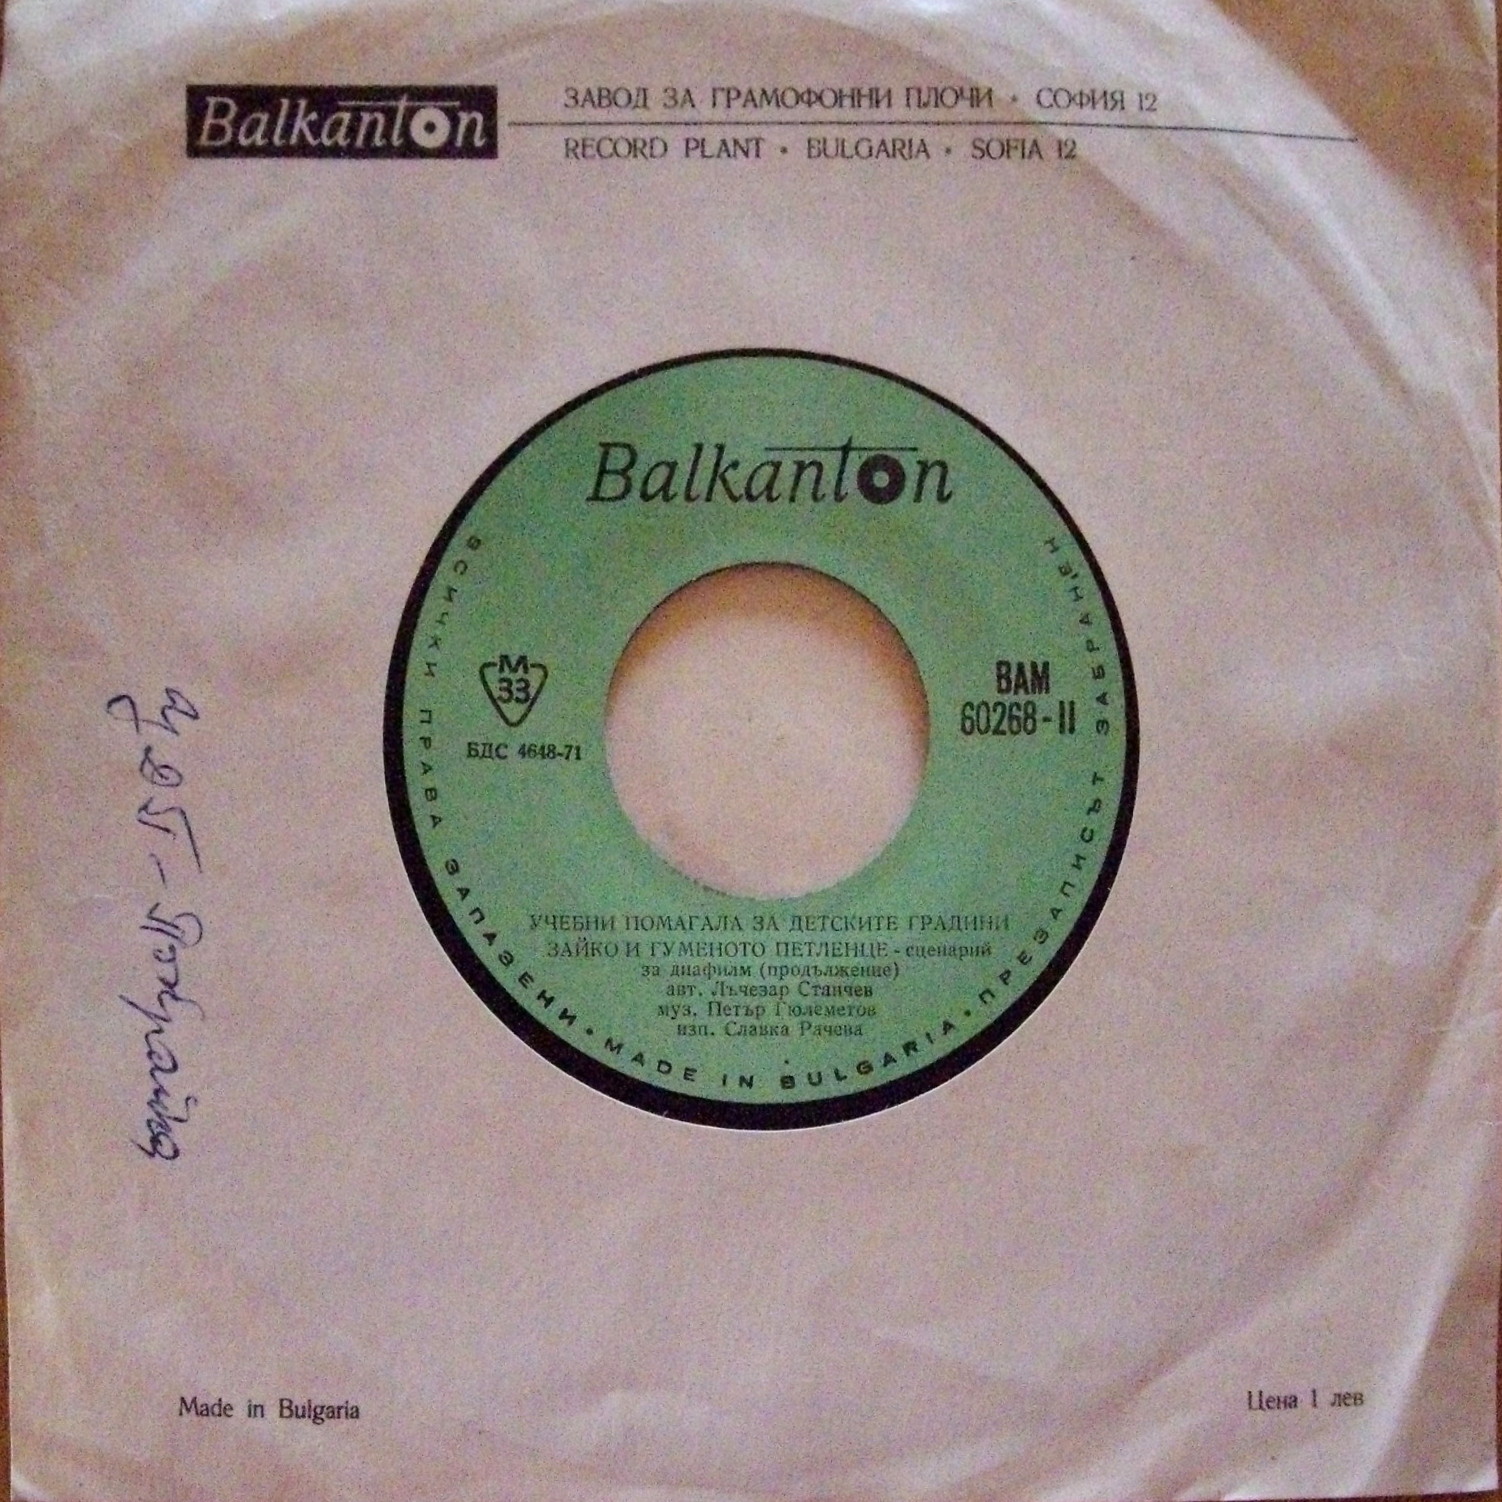 Balkanton
ЗАВОД ЗА ГРАМОФОННИ ПЛОЧИ • СОФИЯ 12
RECORD PLANT • BULGARIA • SOFIA 12
Balkanton
М
33
БДС 4648-71
ВАМ
60268-II
УЧЕБНИ ПОМАГАЛА ЗА ДЕТСКИТЕ ГРАДИНИ
ЗАЙКО И ГУМЕНОТО ПЕТЛЕНЦЕ - сценарий
за диафилм (продължение)
авт. Лъчезар Станчев
муз. Петър Гюлеметов
изп. Славка Рачева
ВСИЧКИ ПРАВА ЗАПАЗЕНИ • MADE IN BULGARIA • ПРЕЗАПИСЪТ ЗАБРАНЕН
Made in Bulgaria
Цена 1 лев